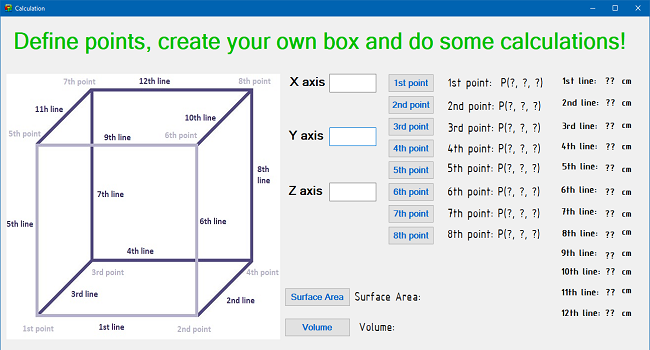 Calculation
Define points, create your own box and do some calculations!
7th point
12th line
8th point
11th line
10th line
5th point
9th line
6th point
8th
line
7th line
5th line
6th line
4th line
3rd point
4th point
3rd line
2nd line
1st point
1st line
2nd point
X axis
Y axis
Z axis
1st point 1st point: P(?, ?, ?)
2nd point 2nd point: P(?, ?, ?)
3rd point 3rd point: P(?, ?, ?)
4th point 4th point: P(?, ?, ?)
5th point 5th point: P(?, ?, ?)
6th point 6th point: P(?, ?, ?)
7th point 7th point: P(?, ?, ?)
8th point 8th point: P(?, ?, ?)
1st line: ?? cm
2nd line: ?? cm
3rd line: ?? cm
4th line: ?? cm
5th line: ?? cm
6th line: ?? cm
7th line: ?? cm
8th line: ?? cm
9th line: ?? cm
10th line: ?? cm
11th line: ?? cm
12th line: ?? cm
Surface Area Surface Area:
Volume Volume: